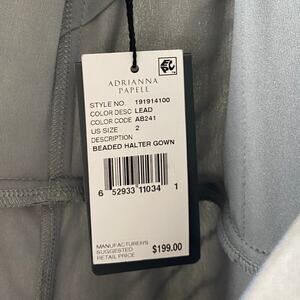 ADRIANNA
PAPELL
STYLE NO. 191914100
COLOR DESC LEAD
COLOR CODE AB241
US SIZE 2
DESCRIPTION
BEADED HALTER GOWN
6 52933 11034 1
MANUFACTURERS
SUGGESTED
RETAIL PRICE $199.00